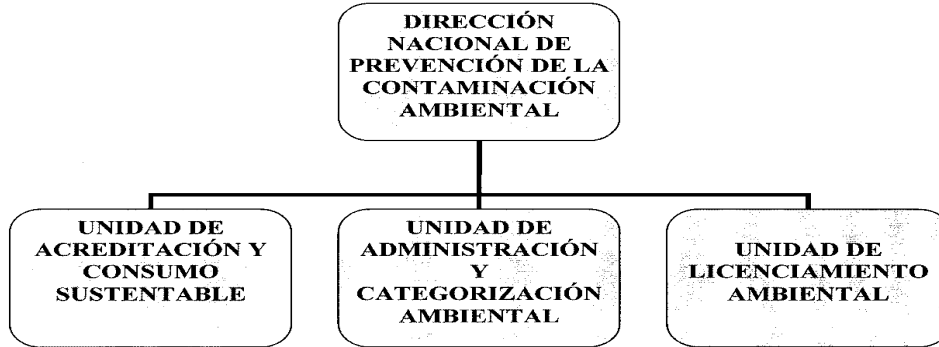 DIRECCIÓN
NACIONAL DE
PREVENCIÓN DE LA
CONTAMINACIÓN
AMBIENTAL
UNIDAD DE
ACREDITACIÓN Y
CONSUMO
SUSTENTABLE
UNIDAD DE
ADMINISTRACIÓN
Y
CATEGORIZACIÓN
AMBIENTAL
UNIDAD DE
LICENCIAMIENTO
AMBIENTAL